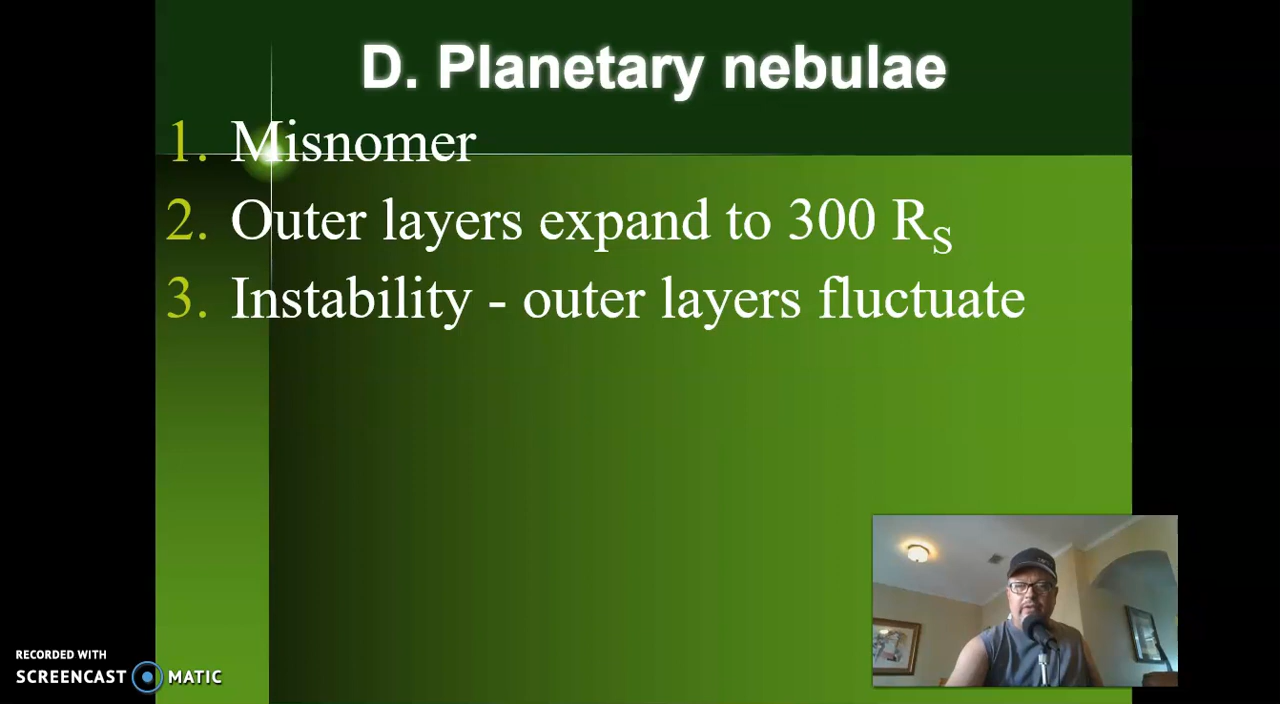 D. Planetary nebulae
1. Misnomer
2. Outer layers expand to 300 RS
3. Instability - outer layers fluctuate
RECORDED WITH
SCREENCAST MATIC